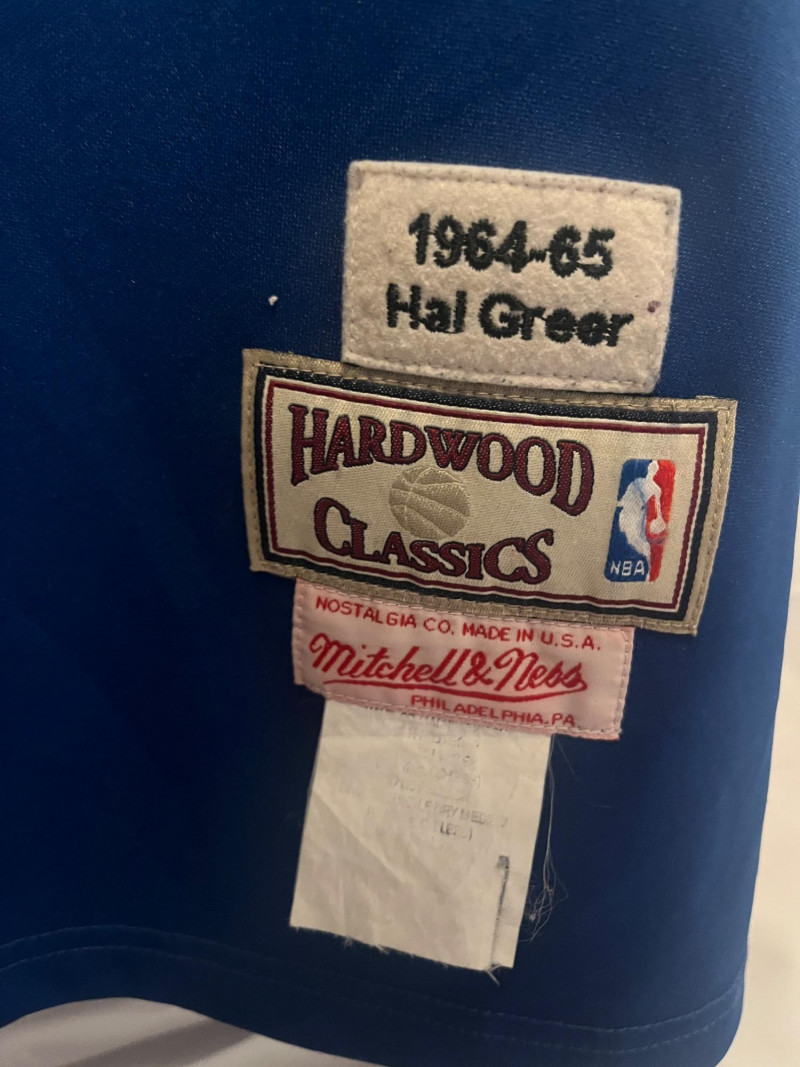 1964-65
Hal Greer
HARDWOOD
CLASSICS
NBA
NOSTALGIA CO. MADE IN U.S.A.
Mitchell & Ness
PHILADELPHIA, PA